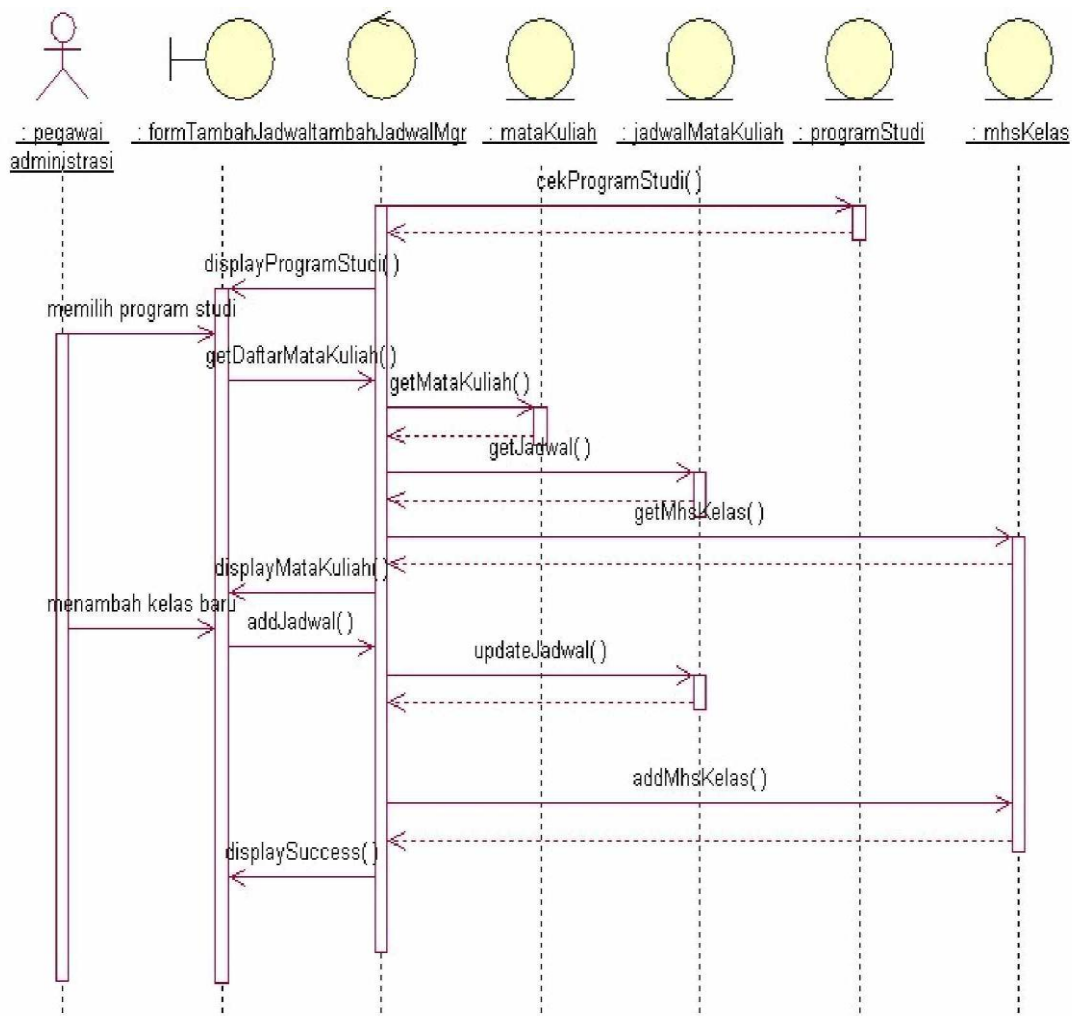 : pegawai
administrasi
: formTambahJadwal
tambahJadwalMgr
: mataKuliah
: jadwalMataKuliah
: programStudi
: mhsKelas
cekProgramStudi( )
displayProgramStudi( )
memilih program studi
getDaftarMataKuliah()
getMataKuliah( )
getJadwal( )
getMhsKelas( )
displayMataKuliah( )
menambah kelas baru
addJadwal( )
updateJadwal( )
addMhsKelas( )
displaySuccess( )